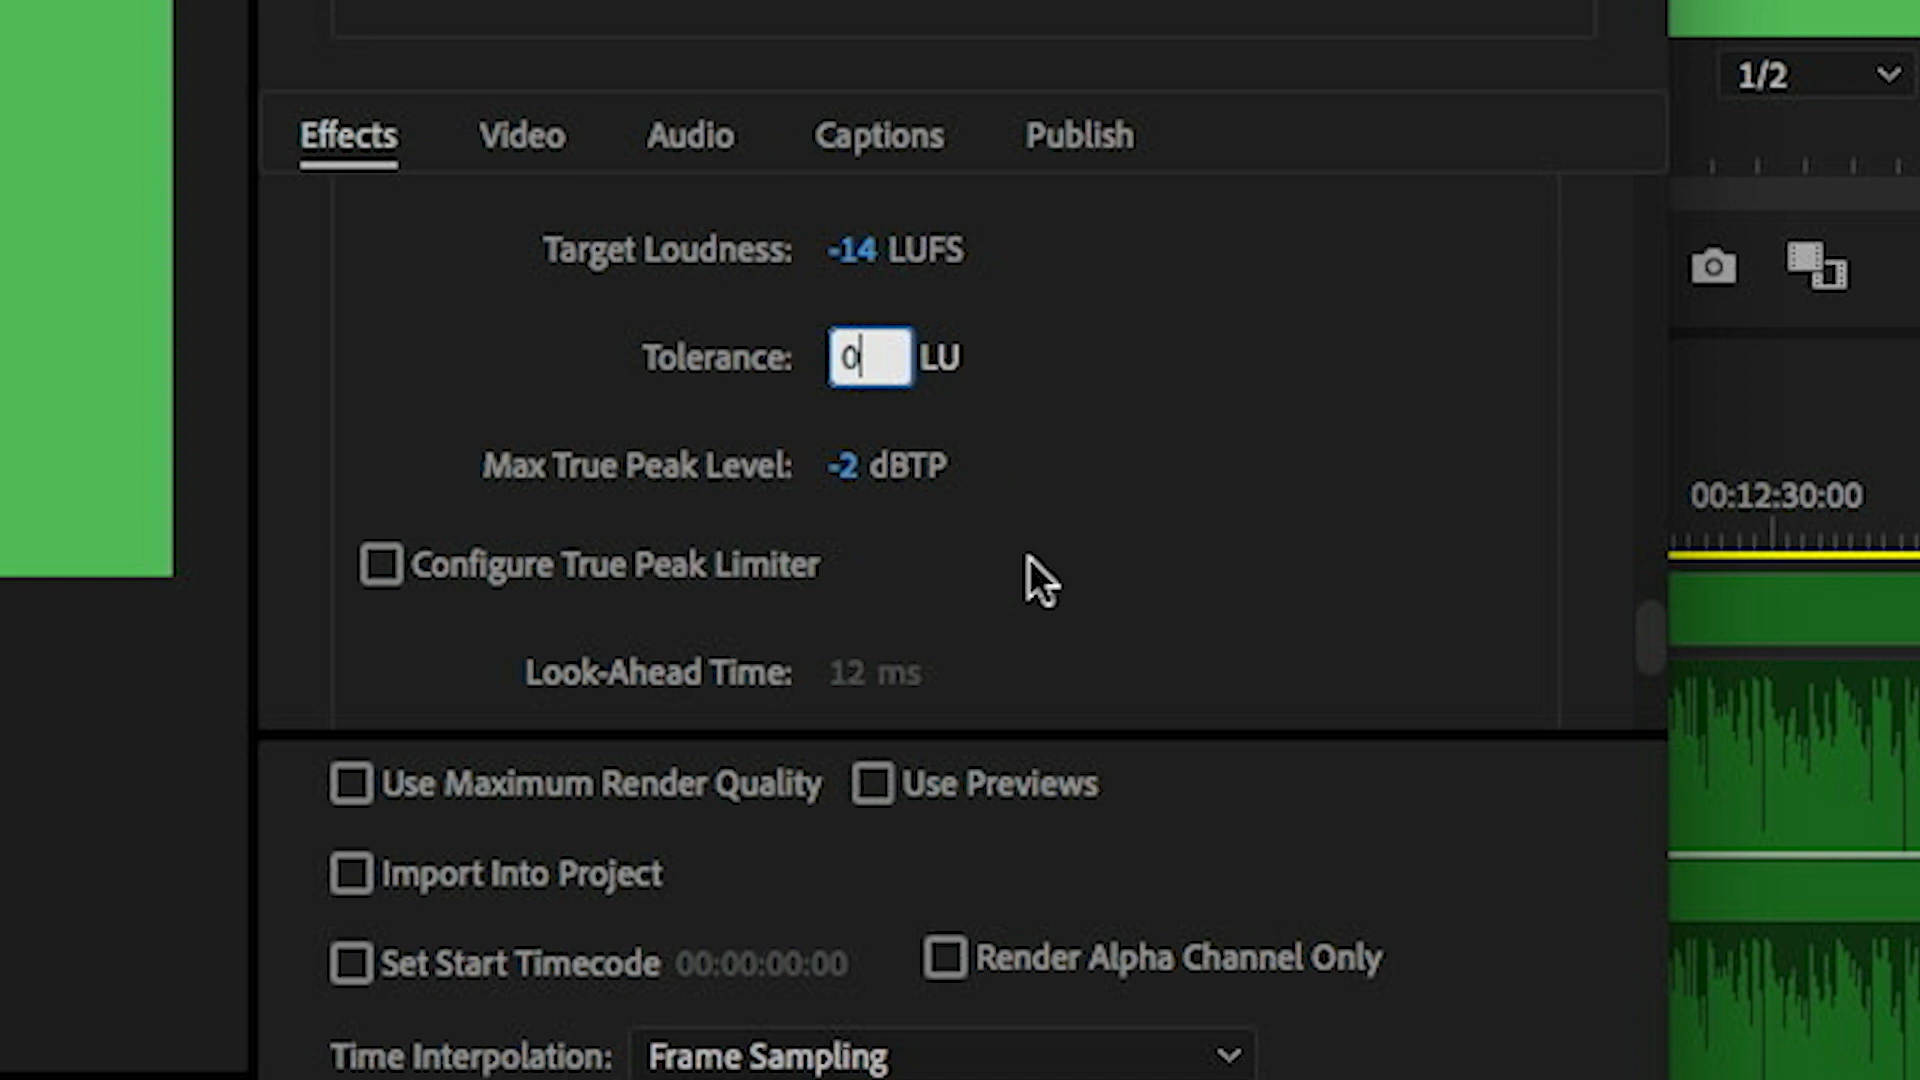 1/2
Effects Video Audio Captions Publish
Target Loudness: -14 LUFS
Tolerance: 0 LU
Max True Peak Level: -2 dBTP
00:12:30:00
Configure True Peak Limiter
Look-Ahead Time: 12 ms
Use Maximum Render Quality Use Previews
Import Into Project
Set Start Timecode 00:00:00:00 Render Alpha Channel Only
Time Interpolation: Frame Sampling